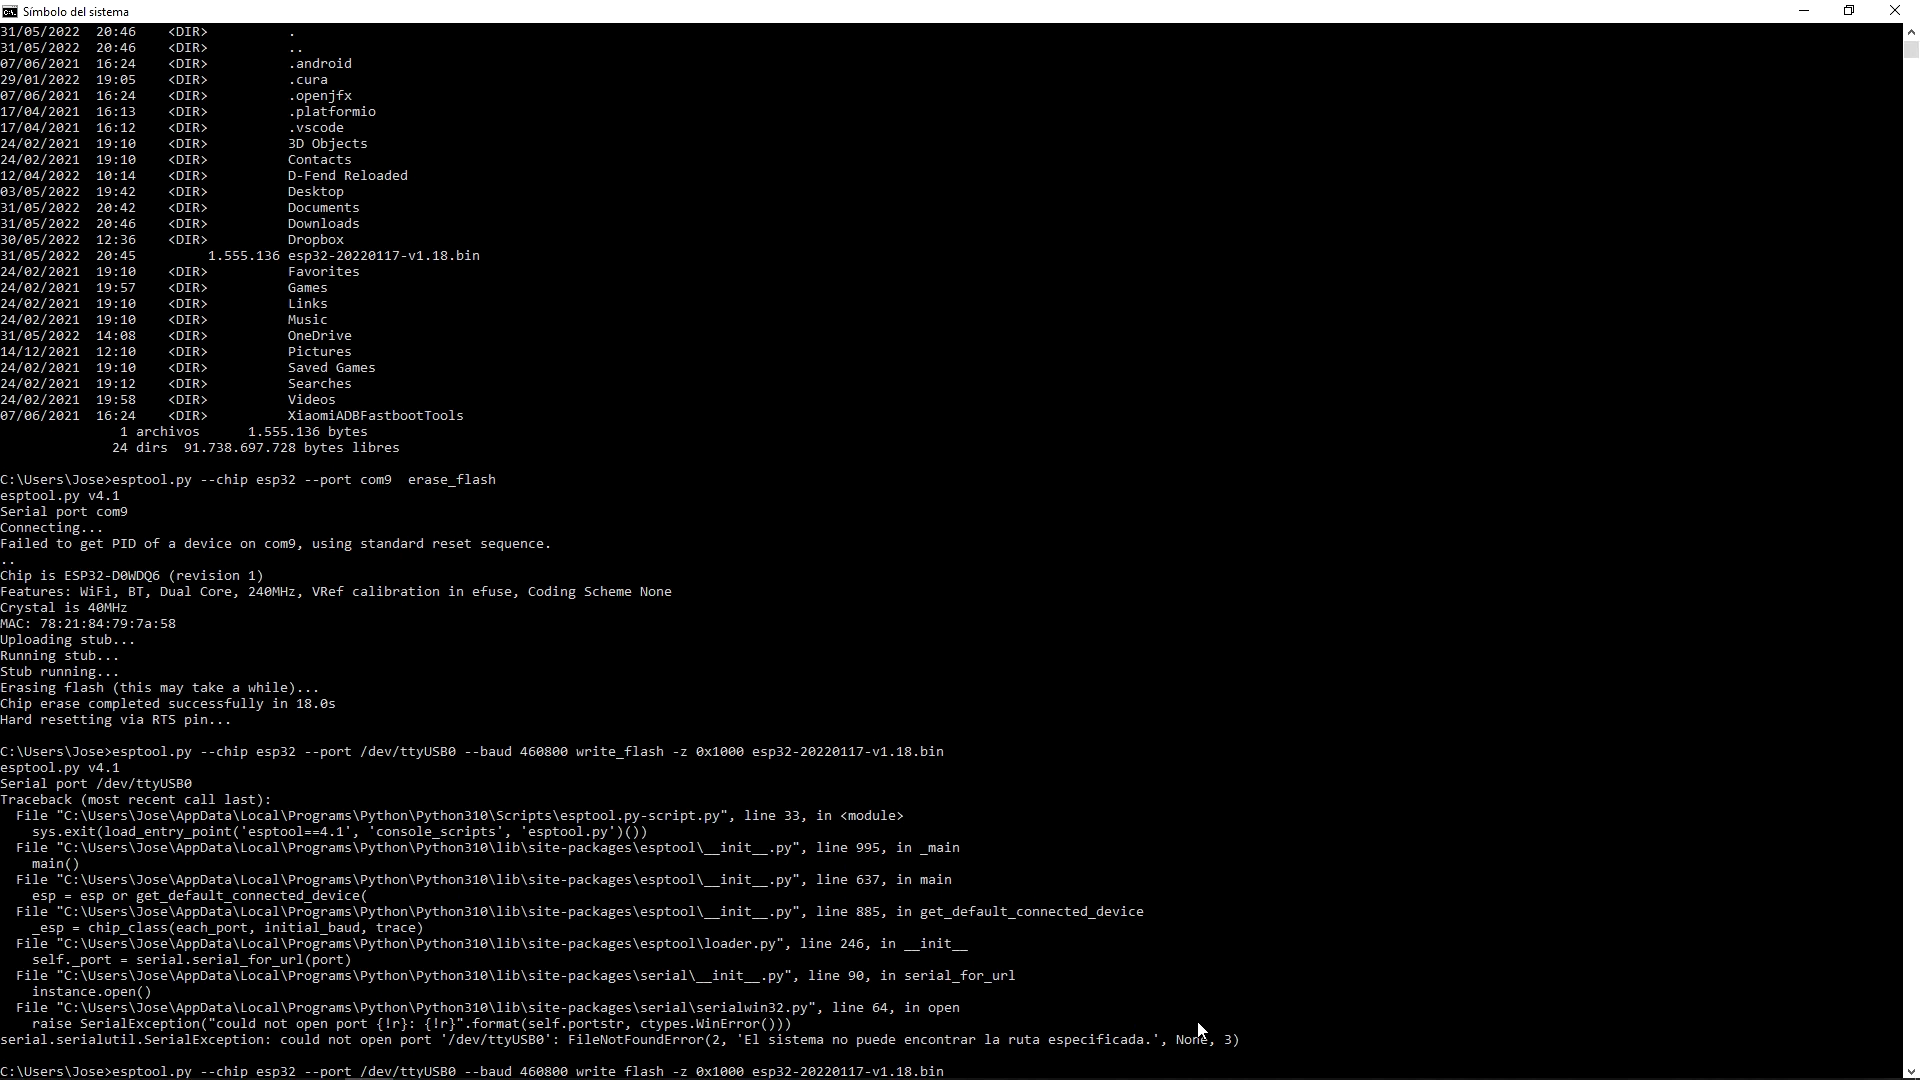 Símbolo del sistema
31/05/2022  20:46    <DIR>          .
31/05/2022  20:46    <DIR>          ..
07/06/2021  16:24    <DIR>          .android
29/01/2022  19:05    <DIR>          .cura
07/06/2021  16:24    <DIR>          .openjfx
17/04/2021  16:13    <DIR>          .platformio
17/04/2021  16:12    <DIR>          .vscode
24/02/2021  19:10    <DIR>          3D Objects
24/02/2021  19:10    <DIR>          Contacts
12/04/2022  10:14    <DIR>          D-Fend Reloaded
03/05/2022  19:42    <DIR>          Desktop
31/05/2022  20:42    <DIR>          Documents
31/05/2022  20:46    <DIR>          Downloads
30/05/2022  12:36    <DIR>          Dropbox
31/05/2022  20:45         1.555.136 esp32-20220117-v1.18.bin
24/02/2021  19:10    <DIR>          Favorites
24/02/2021  19:57    <DIR>          Games
24/02/2021  19:10    <DIR>          Links
24/02/2021  19:10    <DIR>          Music
31/05/2022  14:08    <DIR>          OneDrive
14/12/2021  12:10    <DIR>          Pictures
24/02/2021  19:10    <DIR>          Saved Games
24/02/2021  19:12    <DIR>          Searches
24/02/2021  19:58    <DIR>          Videos
07/06/2021  16:24    <DIR>          XiaomiADBFastbootTools
               1 archivos      1.555.136 bytes
              24 dirs  91.738.697.728 bytes libres
C:\Users\Jose>esptool.py --chip esp32 --port com9  erase_flash
esptool.py v4.1
Serial port com9
Connecting...
Failed to get PID of a device on com9, using standard reset sequence.
..
Chip is ESP32-D0WDQ6 (revision 1)
Features: WiFi, BT, Dual Core, 240MHz, VRef calibration in efuse, Coding Scheme None
Crystal is 40MHz
MAC: 78:21:84:79:7a:58
Uploading stub...
Running stub...
Stub running...
Erasing flash (this may take a while)...
Chip erase completed successfully in 18.0s
Hard resetting via RTS pin...
C:\Users\Jose>esptool.py --chip esp32 --port /dev/ttyUSB0 --baud 460800 write_flash -z 0x1000 esp32-20220117-v1.18.bin
esptool.py v4.1
Serial port /dev/ttyUSB0
Traceback (most recent call last):
  File "C:\Users\Jose\AppData\Local\Programs\Python\Python310\Scripts\esptool.py-script.py", line 33, in <module>
    sys.exit(load_entry_point('esptool==4.1', 'console_scripts', 'esptool.py')())
  File "C:\Users\Jose\AppData\Local\Programs\Python\Python310\lib\site-packages\esptool\__init__.py", line 995, in _main
    main()
  File "C:\Users\Jose\AppData\Local\Programs\Python\Python310\lib\site-packages\esptool\__init__.py", line 637, in main
    esp = esp or get_default_connected_device(
  File "C:\Users\Jose\AppData\Local\Programs\Python\Python310\lib\site-packages\esptool\__init__.py", line 885, in get_default_connected_device
    _esp = chip_class(each_port, initial_baud, trace)
  File "C:\Users\Jose\AppData\Local\Programs\Python\Python310\lib\site-packages\esptool\loader.py", line 246, in __init__
    self._port = serial.serial_for_url(port)
  File "C:\Users\Jose\AppData\Local\Programs\Python\Python310\lib\site-packages\serial\__init__.py", line 90, in serial_for_url
    instance.open()
  File "C:\Users\Jose\AppData\Local\Programs\Python\Python310\lib\site-packages\serial\serialwin32.py", line 64, in open
    raise SerialException("could not open port {!r}: {!r}".format(self.portstr, ctypes.WinError()))
serial.serialutil.SerialException: could not open port '/dev/ttyUSB0': FileNotFoundError(2, 'El sistema no puede encontrar la ruta especificada.', None, 3)
C:\Users\Jose>esptool.py --chip esp32 --port /dev/ttyUSB0 --baud 460800 write_flash -z 0x1000 esp32-20220117-v1.18.bin